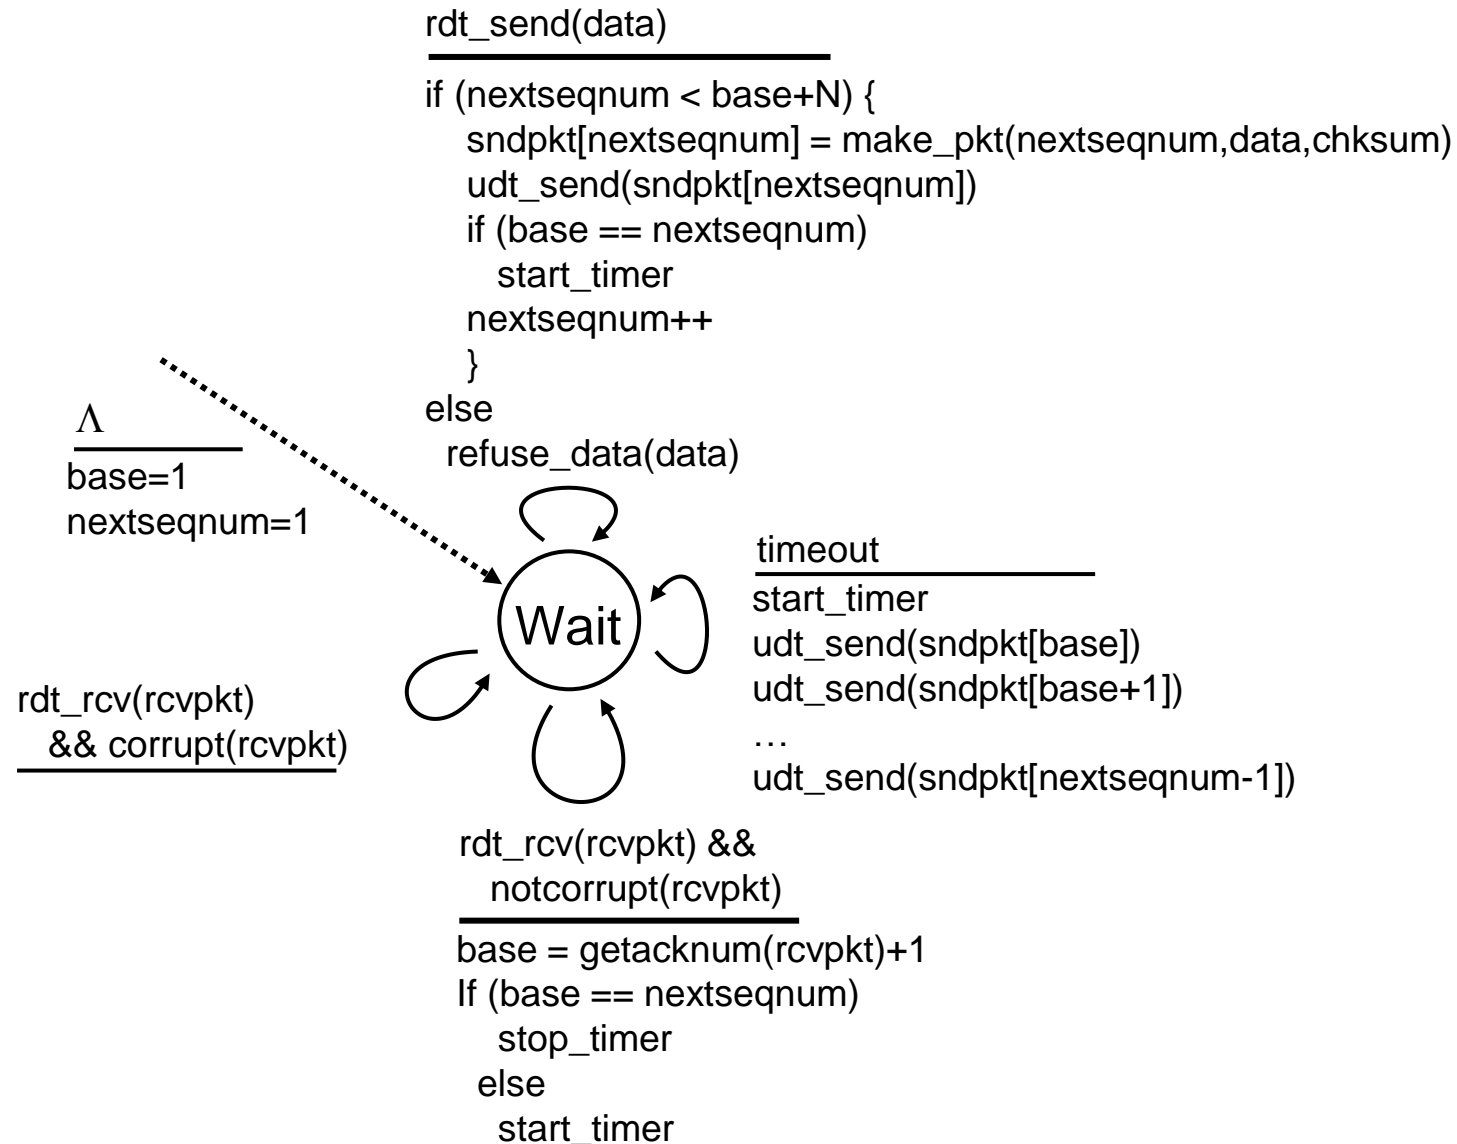 rdt_send(data)
if (nextseqnum < base+N) {
sndpkt[nextseqnum] = make_pkt(nextseqnum,data,chksum)
udt_send(sndpkt[nextseqnum])
if (base == nextseqnum)
start_timer
nextseqnum++
}
else
refuse_data(data)
Λ
base=1
nextseqnum=1
Wait
timeout
start_timer
udt_send(sndpkt[base])
udt_send(sndpkt[base+1])
…
udt_send(sndpkt[nextseqnum-1])
rdt_rcv(rcvpkt)
&& corrupt(rcvpkt)
rdt_rcv(rcvpkt) &&
notcorrupt(rcvpkt)
base = getacknum(rcvpkt)+1
If (base == nextseqnum)
stop_timer
else
start_timer